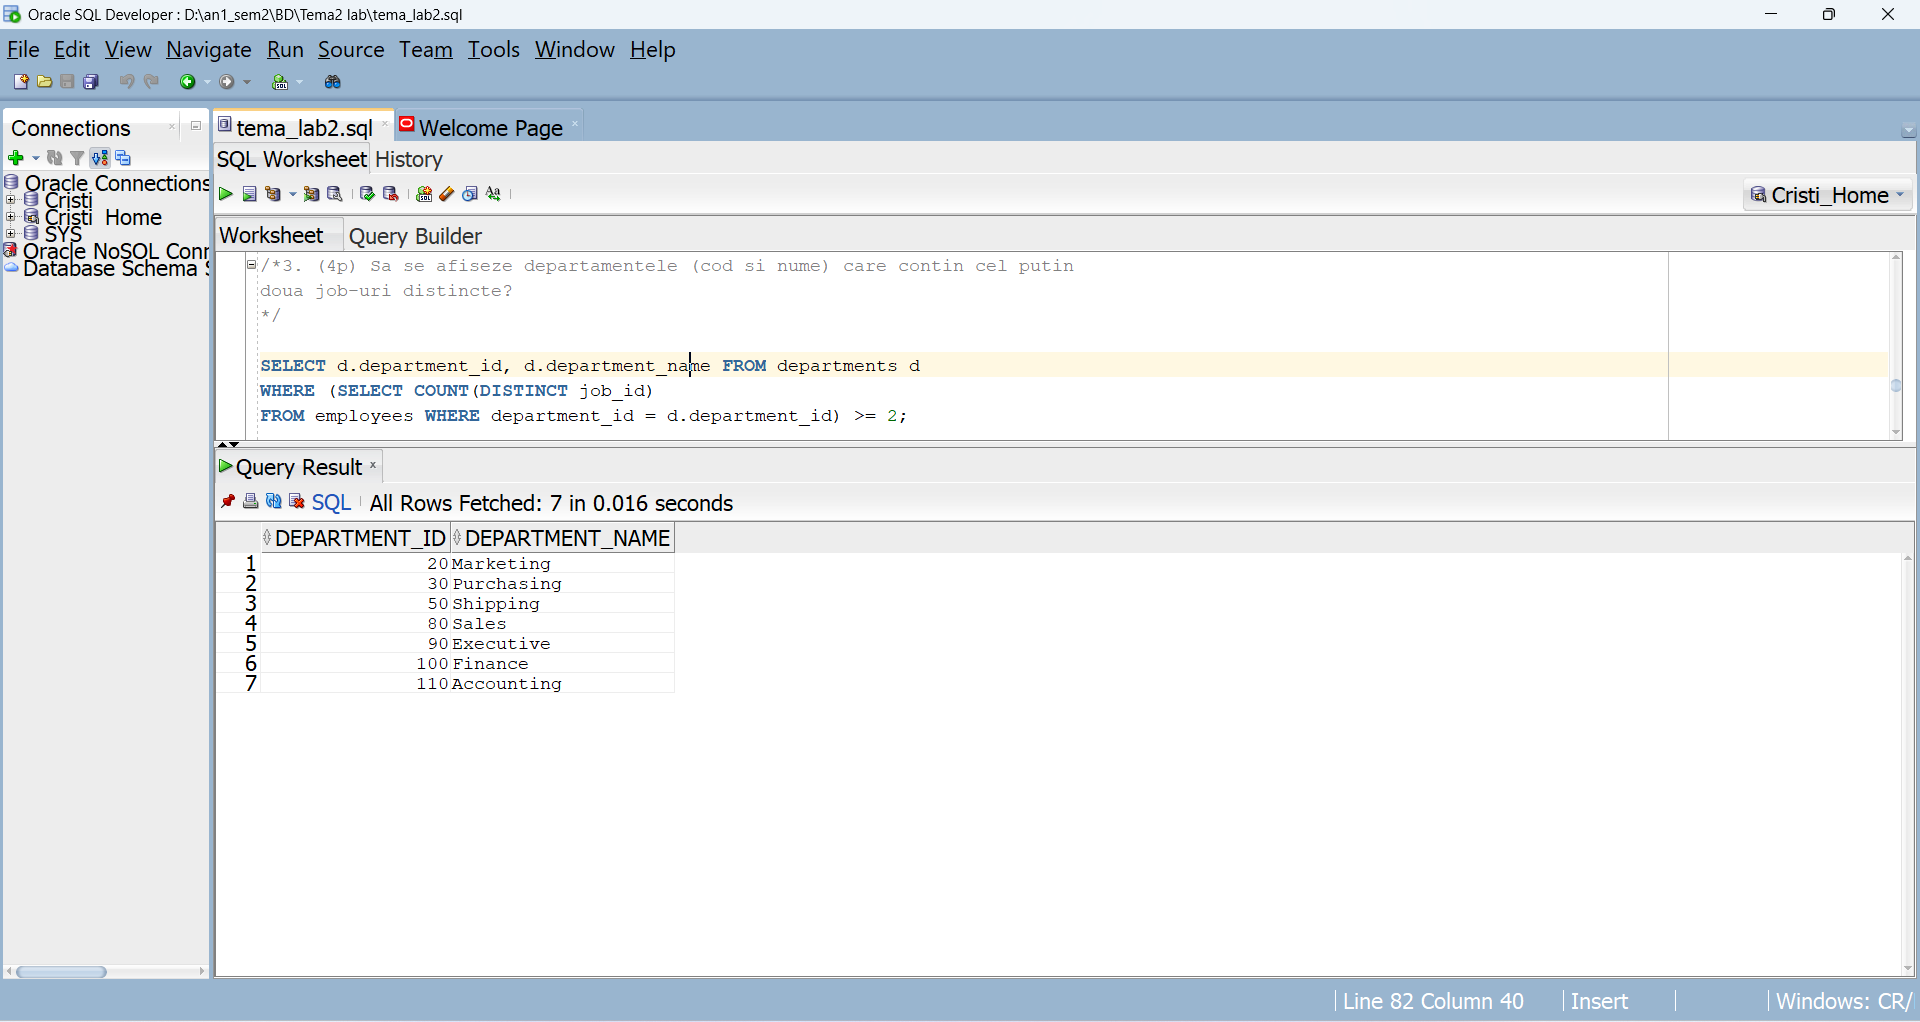 Oracle SQL Developer : D:\an1_sem2\BD\Tema2 lab\tema_lab2.sql
File Edit View Navigate Run Source Team Tools Window Help
Connections
Oracle Connections
Cristi
Cristi_Home
SYS
Oracle NoSQL Conn
Database Schema S
tema_lab2.sql
Welcome Page
SQL Worksheet History
Cristi_Home
Worksheet Query Builder
/*3. (4p) Sa se afiseze departamentele (cod si nume) care contin cel putin
doua job-uri distincte?
*/
SELECT d.department_id, d.department_name FROM departments d
WHERE (SELECT COUNT(DISTINCT job_id)
FROM employees WHERE department_id = d.department_id) >= 2;
Query Result
SQL All Rows Fetched: 7 in 0.016 seconds
DEPARTMENT_ID DEPARTMENT_NAME
1 20 Marketing
2 30 Purchasing
3 50 Shipping
4 80 Sales
5 90 Executive
6 100 Finance
7 110 Accounting
Line 82 Column 40 Insert Windows: CR/